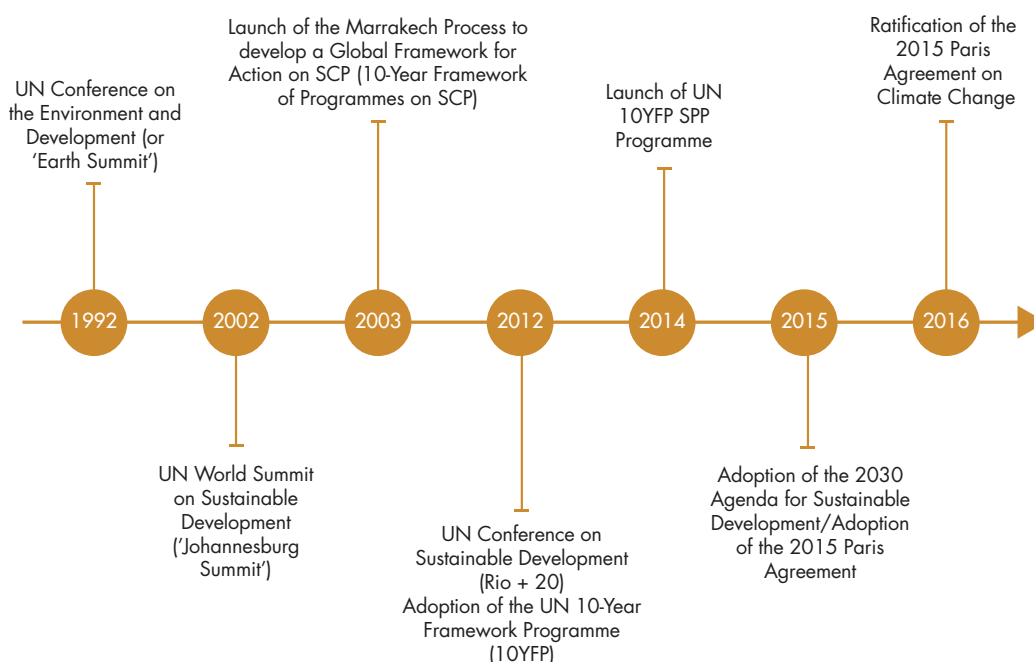 UN Conference on
the Environment and
Development (or
‘Earth Summit’)
Launch of the Marrakech Process to
develop a Global Framework for
Action on SCP (10-Year Framework
of Programmes on SCP)
Launch of UN
10YFP SPP
Programme
Ratification of the
2015 Paris
Agreement on
Climate Change
1992
2002
2003
2012
2014
2015
2016
UN World Summit
on Sustainable
Development
(‘Johannesburg
Summit’)
UN Conference on
Sustainable Development
(Rio + 20)
Adoption of the UN 10-Year
Framework Programme
(10YFP)
Adoption of the 2030
Agenda for Sustainable
Development/Adoption
of the 2015 Paris
Agreement